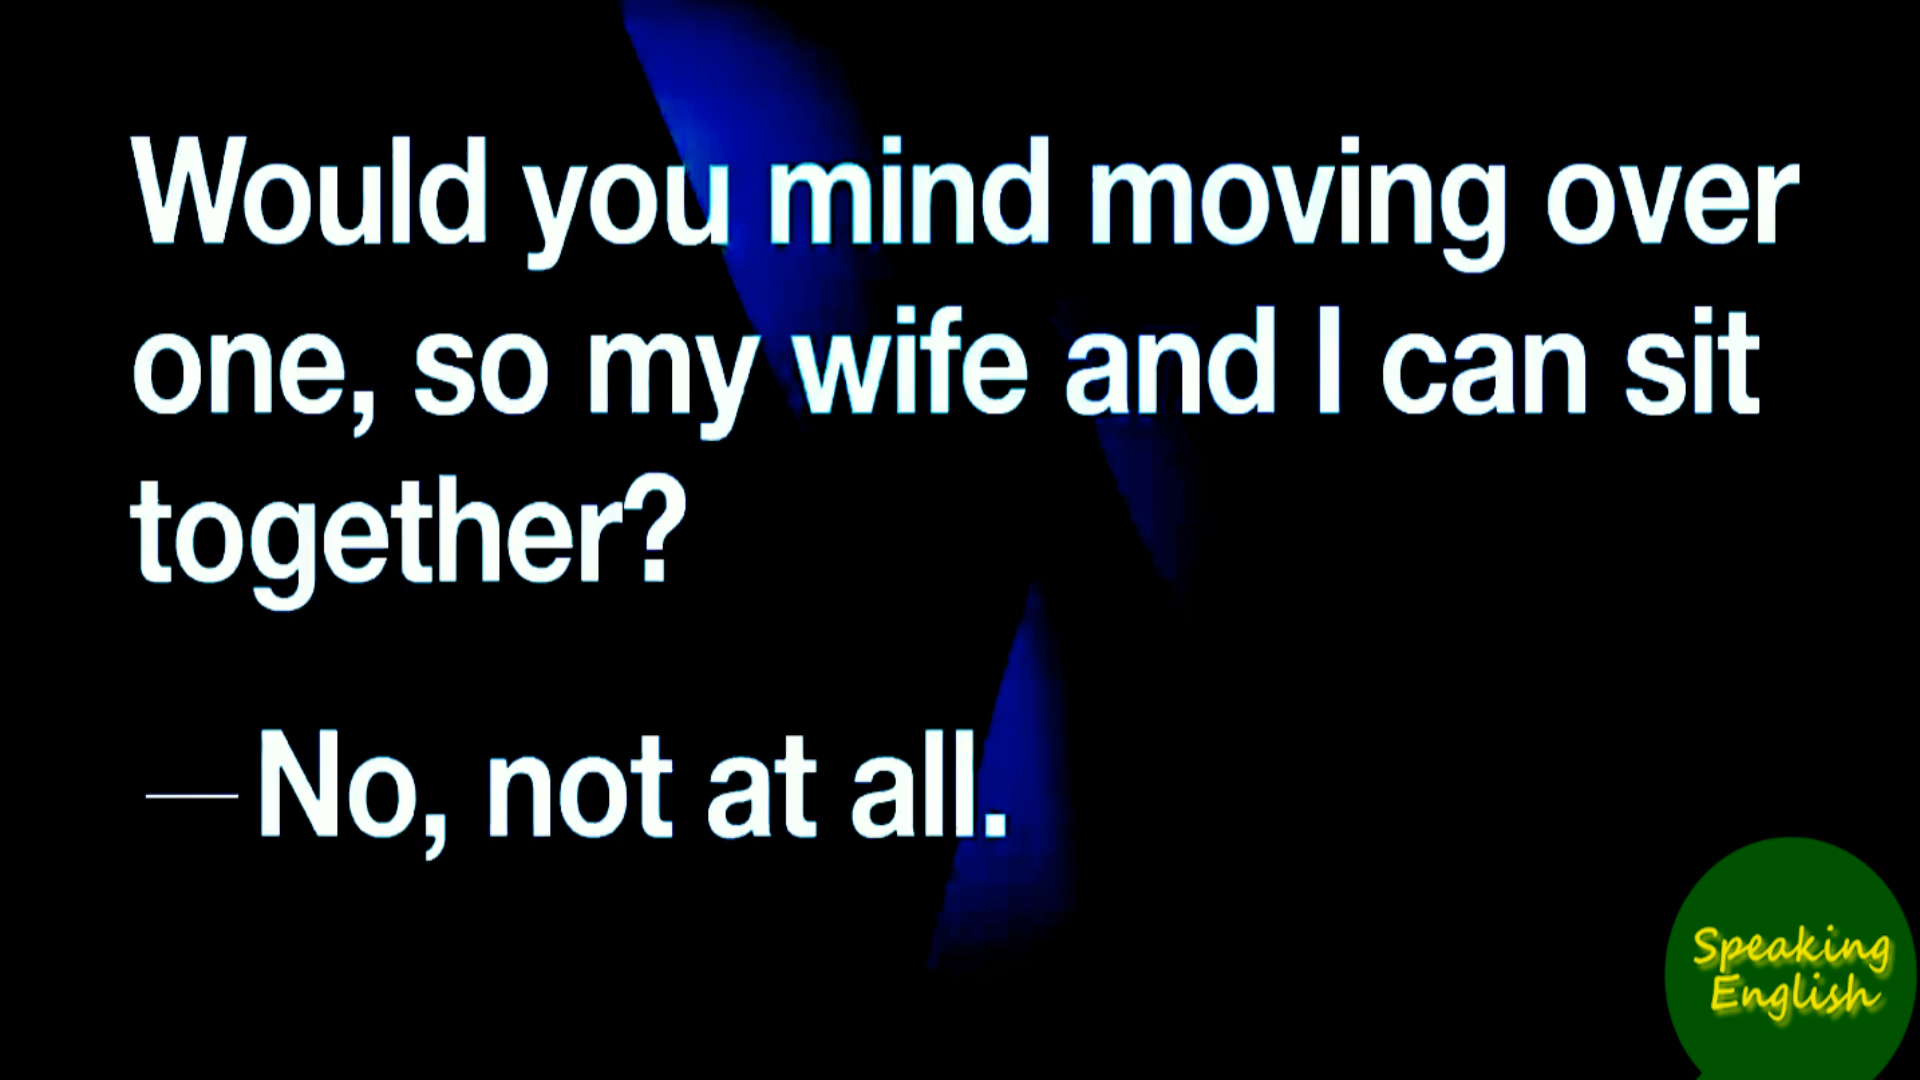 Would you mind moving over
one, so my wife and I can sit
together?
— No, not at all.
Speaking
English